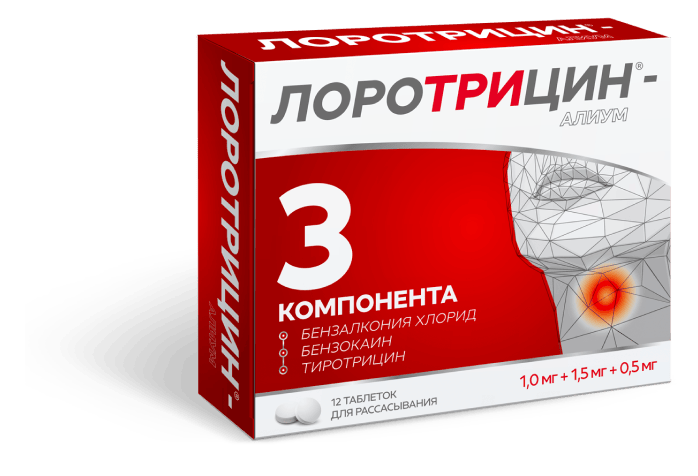 ЛОРОТРИЦИН®-
АЛИУМ
ЛОРОТРИЦИН®-
АЛИУМ
ЛОРОТРИЦИН®-
АЛИУМ
3
КОМПОНЕНТА
БЕНЗАЛКОНИЯ ХЛОРИД
БЕНЗОКАИН
ТИРОТРИЦИН
12 ТАБЛЕТОК
ДЛЯ РАССАСЫВАНИЯ
1,0 мг + 1,5 мг + 0,5 мг